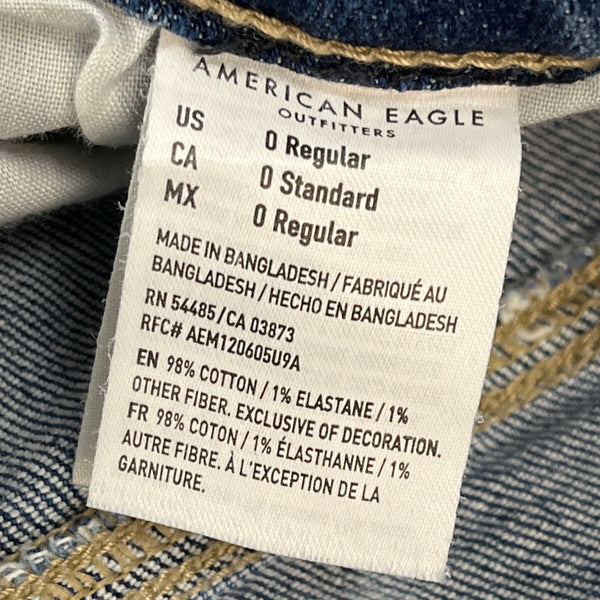 AMERICAN EAGLE
OUTFITTERS
US 0 Regular
CA 0 Standard
MX 0 Regular
MADE IN BANGLADESH / FABRIQUÉ AU
BANGLADESH / HECHO EN BANGLADESH
RN 54485/CA 03873
RFC# AEM120605U9A
EN 98% COTTON / 1% ELASTANE / 1%
OTHER FIBER. EXCLUSIVE OF DECORATION.
FR 98% COTON / 1% ÉLASTHANNE / 1%
AUTRE FIBRE. À L'EXCEPTION DE LA
GARNITURE.